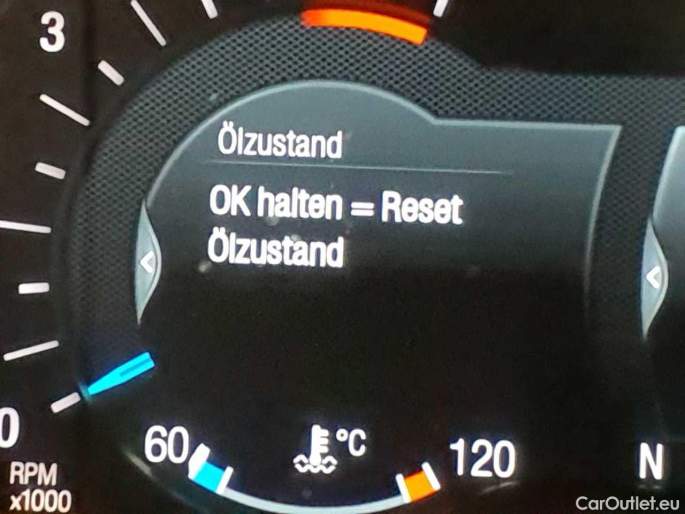 3
Ölzustand
OK halten = Reset
Ölzustand
0
60
°C
120
N
RPM
x1000
CarOutlet.eu